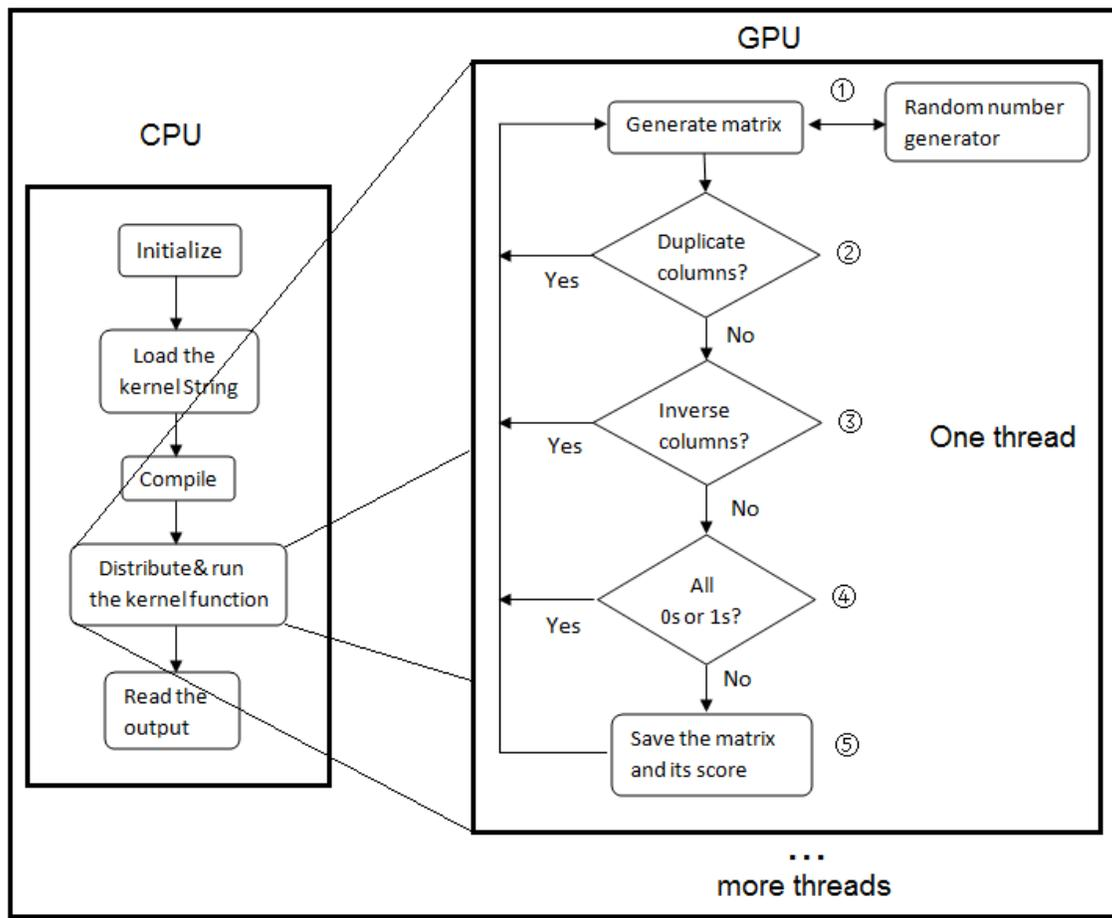 GPU
CPU
①
Generate matrix
Random number
generator
Initialize
Duplicate
columns?
②
Yes
No
Load the
kernel String
Inverse
columns?
③
Yes
One thread
Compile
No
Distribute & run
the kernel function
All
0s or 1s?
④
Yes
No
Read the
output
Save the matrix
and its score
⑤
...
more threads